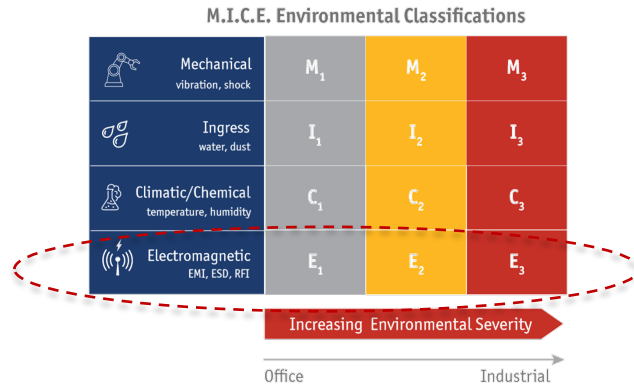 M.I.C.E. Environmental Classifications
Mechanical
vibration, shock
M₁ M₂ M₃
Ingress
water, dust
I₁ I₂ I₃
Climatic/Chemical
temperature, humidity
C₁ C₂ C₃
Electromagnetic
EMI, ESD, RFI
E₁ E₂ E₃
Increasing Environmental Severity
Office Industrial